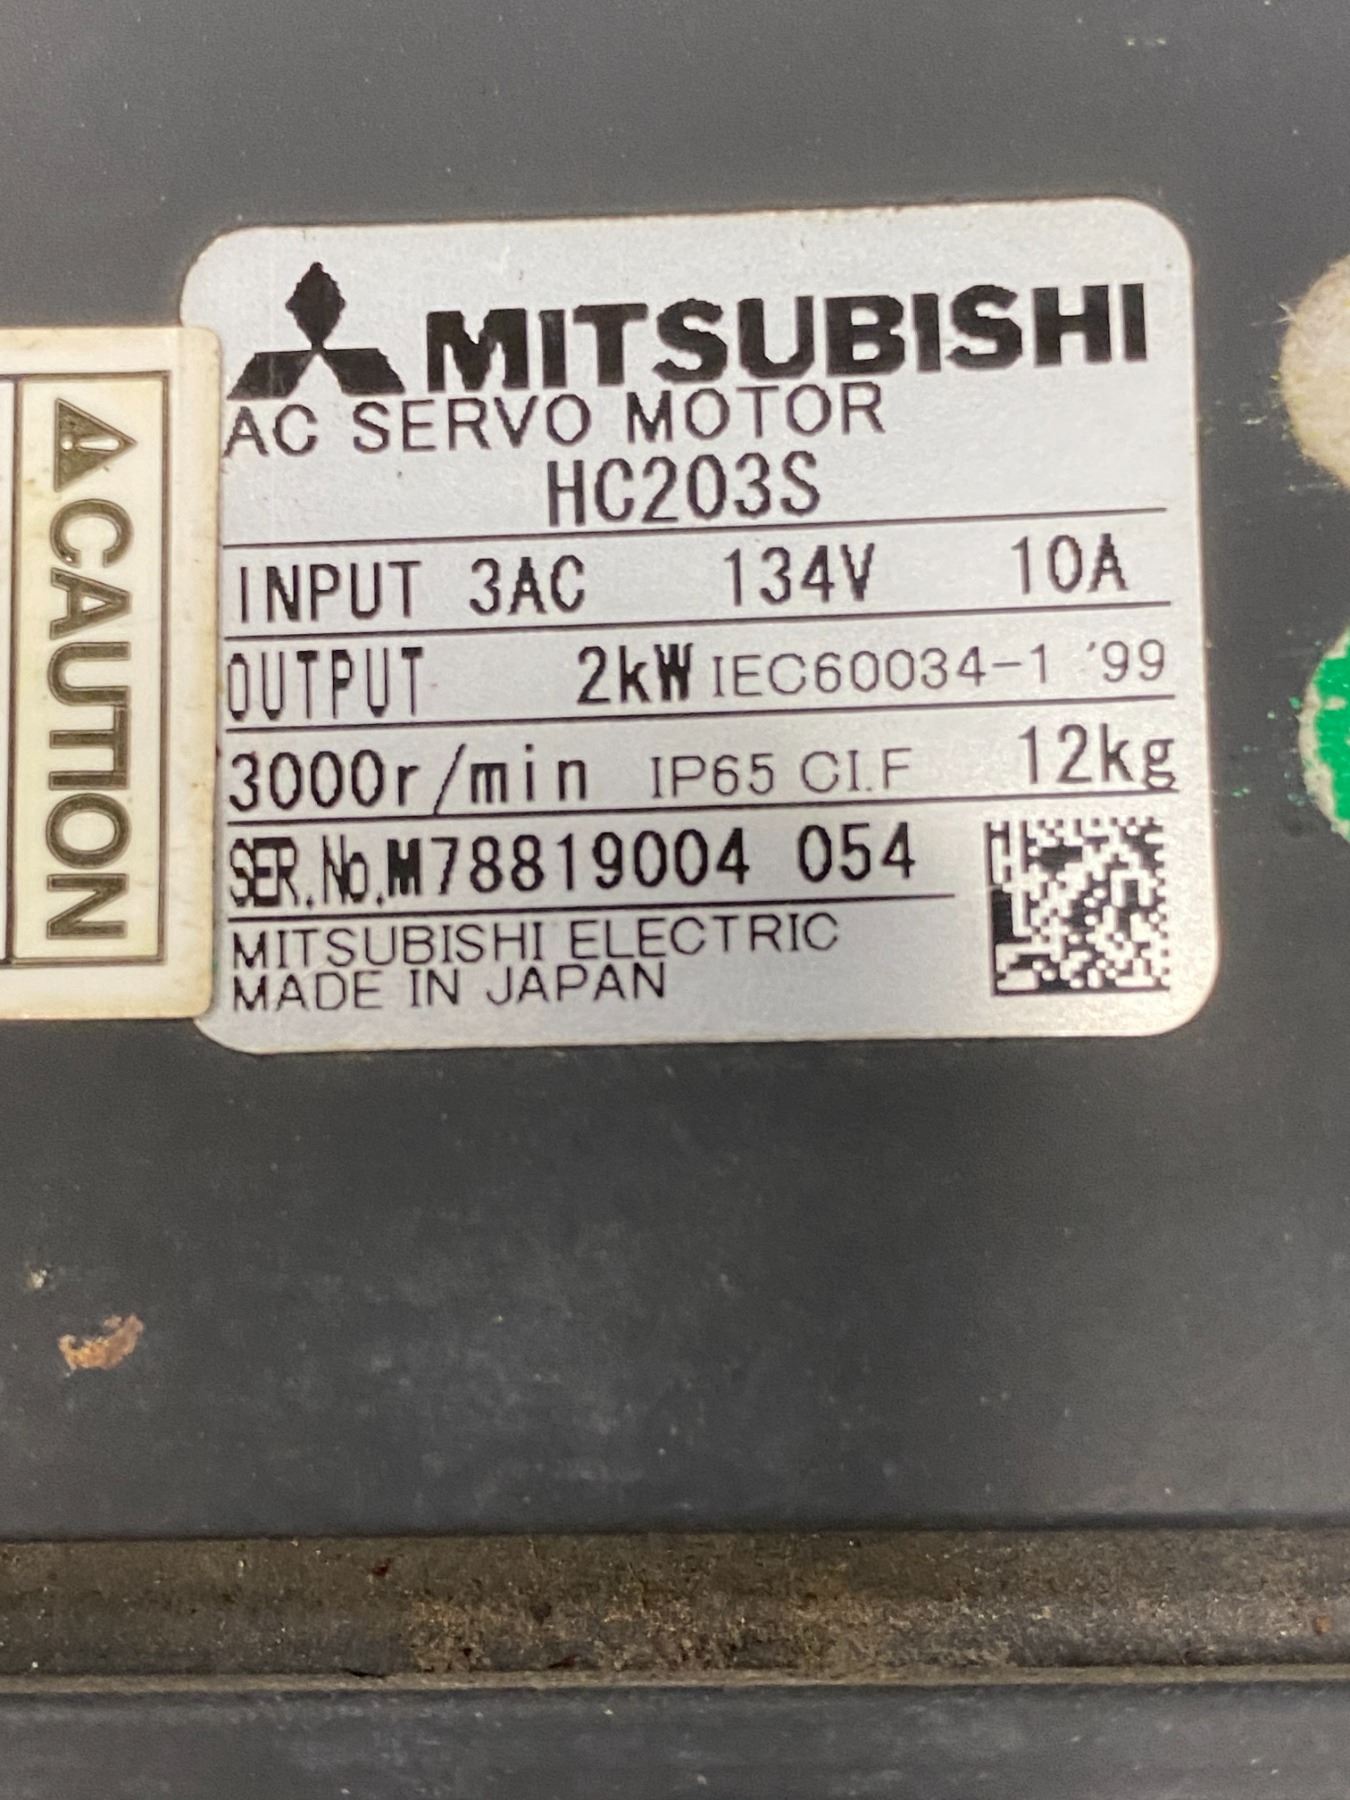 MITSUBISHI
AC SERVO MOTOR
HC203S
INPUT 3AC 134V 10A
OUTPUT 2kW IEC60034-1 '99
3000r/min IP65 CI.F 12kg
SER.No.M78819004 054
MITSUBISHI ELECTRIC
MADE IN JAPAN
CAUTION